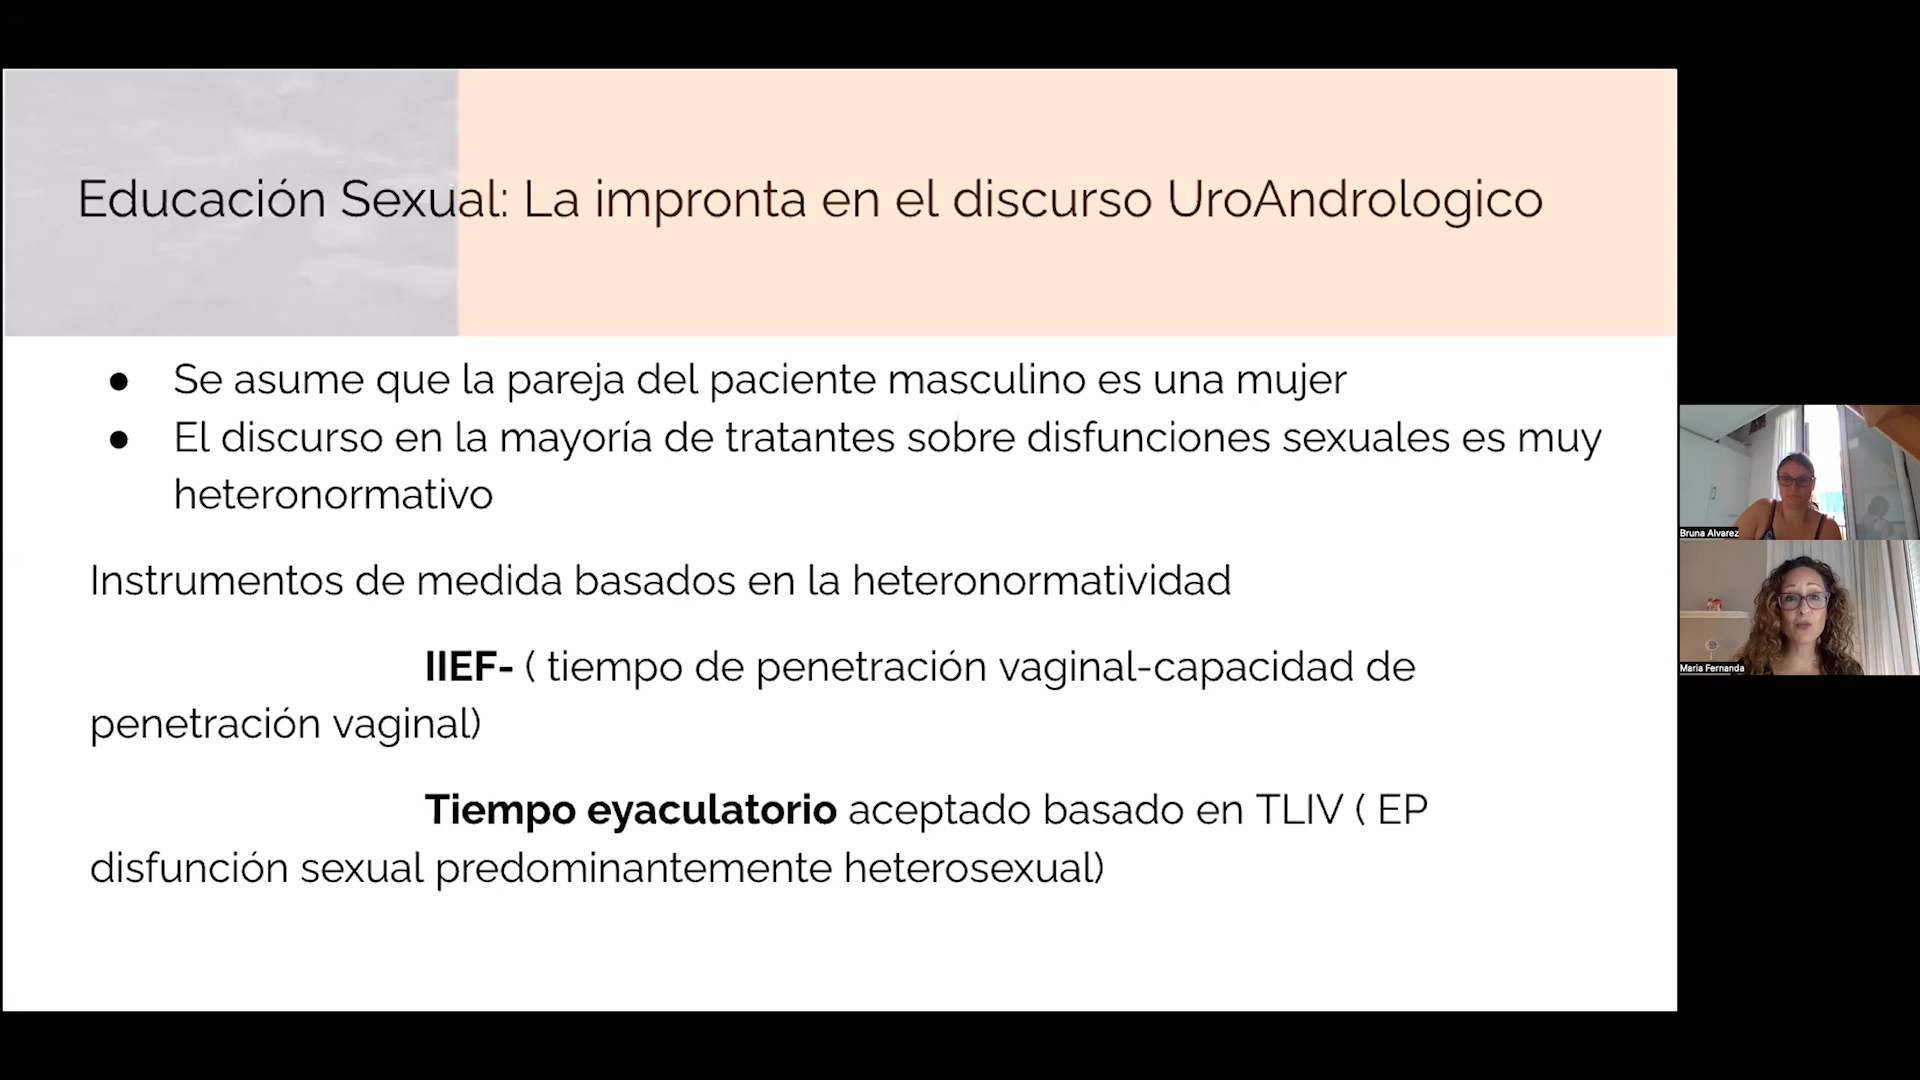 Educación Sexual: La impronta en el discurso UroAndrologico
● Se asume que la pareja del paciente masculino es una mujer
● El discurso en la mayoría de tratantes sobre disfunciones sexuales es muy
heteronormativo
Instrumentos de medida basados en la heteronormatividad
IIEF- ( tiempo de penetración vaginal-capacidad de
penetración vaginal)
Tiempo eyaculatorio aceptado basado en TLIV ( EP
disfunción sexual predominantemente heterosexual)
Bruna Alvarez
Maria Fernanda